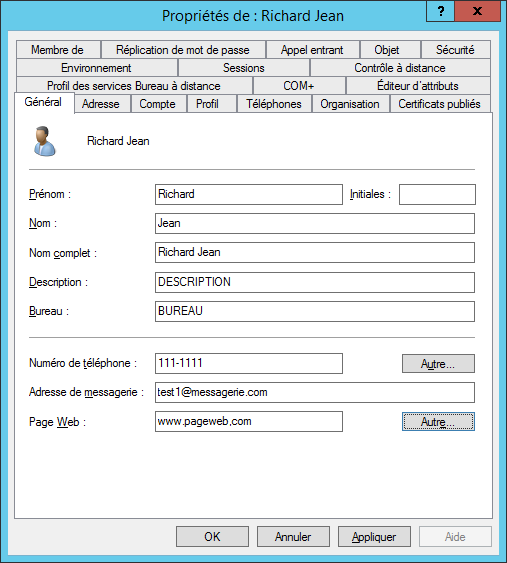 Propriétés de : Richard Jean
? x
Membre de Réplication de mot de passe Appel entrant Objet Sécurité
Environnement Sessions Contrôle à distance
Profil des services Bureau à distance COM+ Éditeur d'attributs
Général Adresse Compte Profil Téléphones Organisation Certificats publiés
Richard Jean
Prénom : Richard Initiales :
Nom : Jean
Nom complet : Richard Jean
Description : DESCRIPTION
Bureau : BUREAU
Numéro de téléphone : 111-1111 Autre...
Adresse de messagerie : test1@messagerie.com
Page Web : www.pageweb.com Autre...
OK Annuler Appliquer Aide